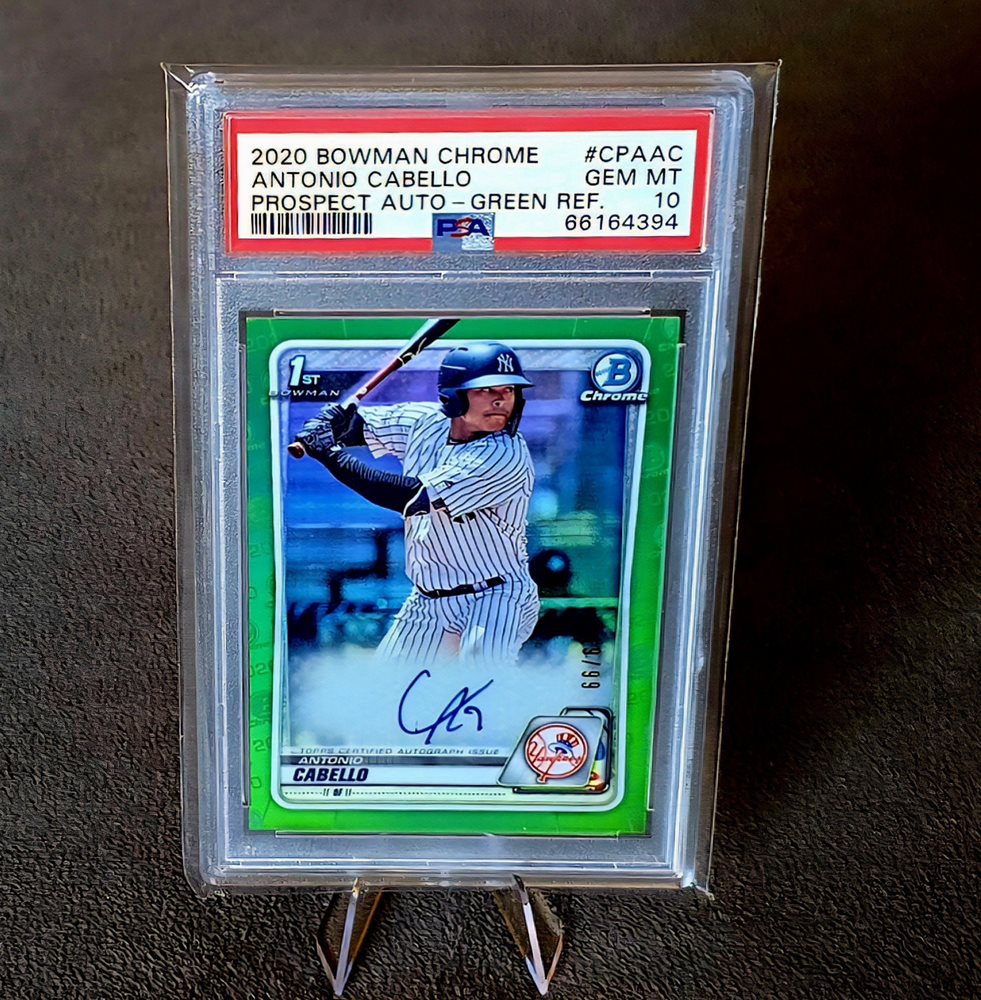 2020 BOWMAN CHROME #CPAAC
ANTONIO CABELLO GEM MT
PROSPECT AUTO - GREEN REF. 10
PSA 66164394
1ST
BOWMAN
NY
B
Chrome
/99
TOPPS CERTIFIED AUTOGRAPH ISSUE
ANTONIO
CABELLO
OF
Yankees